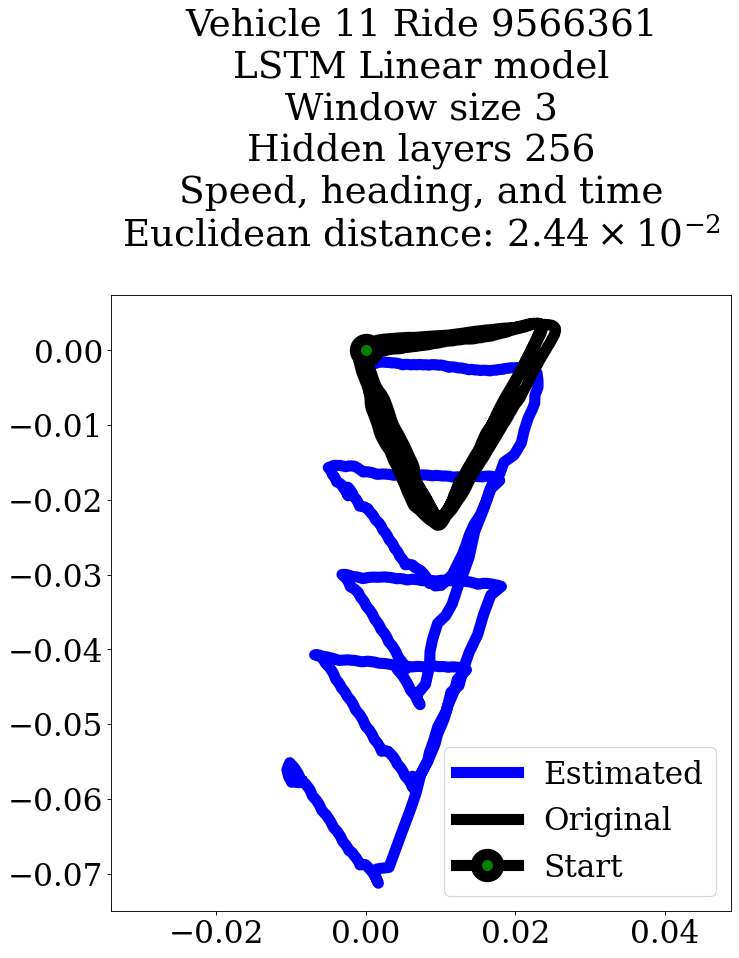 Vehicle 11 Ride 9566361
LSTM Linear model
Window size 3
Hidden layers 256
Speed, heading, and time
Euclidean distance: 2.44 × 10⁻²
0.00
−0.01
−0.02
−0.03
−0.04
−0.05
−0.06
−0.07
Estimated
Original
Start
−0.02 0.00 0.02 0.04